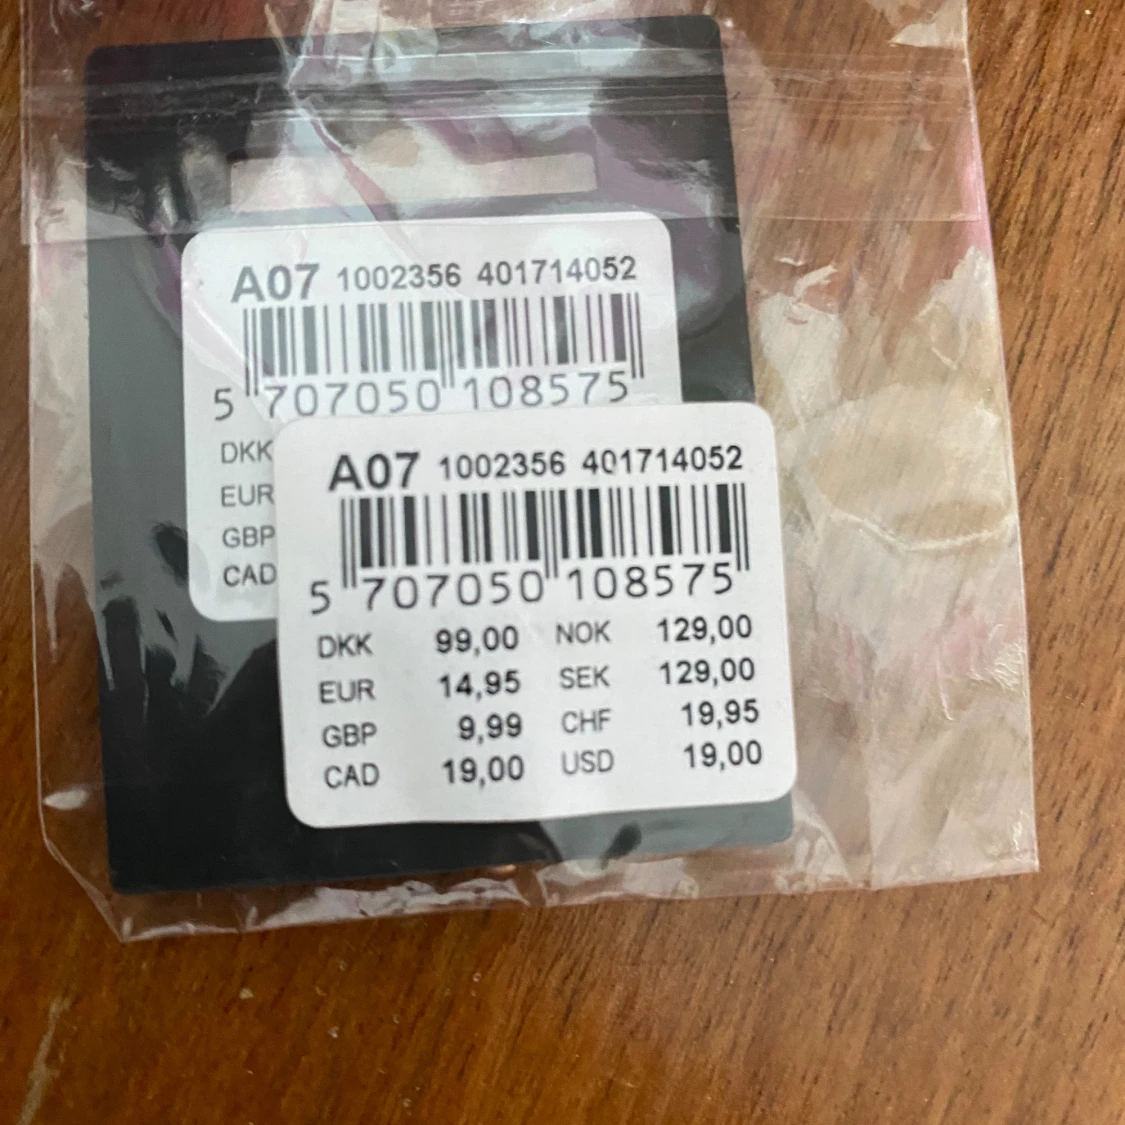 A07 1002356 401714052
5 707050 108575
DKK
EUR
GBP
CAD
A07 1002356 401714052
5 707050 108575
DKK 99,00 NOK 129,00
EUR 14,95 SEK 129,00
GBP 9,99 CHF 19,95
CAD 19,00 USD 19,00